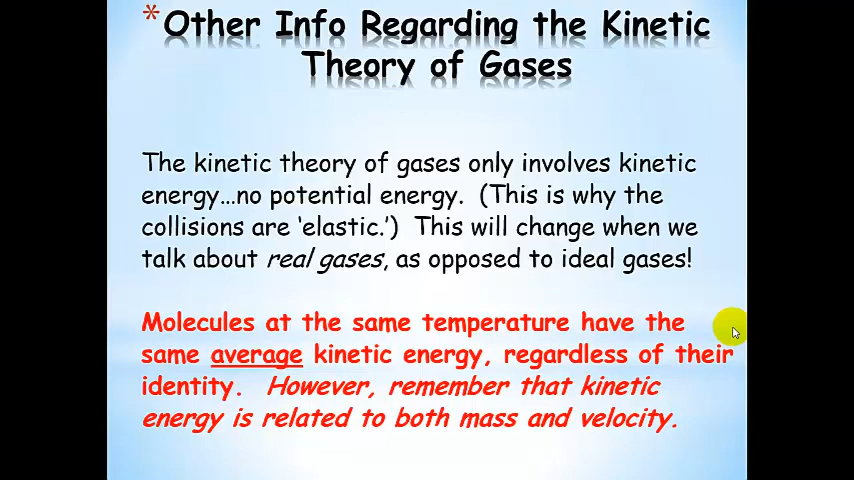 *Other Info Regarding the Kinetic
Theory of Gases
The kinetic theory of gases only involves kinetic
energy…no potential energy.  (This is why the
collisions are ‘elastic.’)  This will change when we
talk about real gases, as opposed to ideal gases!
Molecules at the same temperature have the
same average kinetic energy, regardless of their
identity.  However, remember that kinetic
energy is related to both mass and velocity.